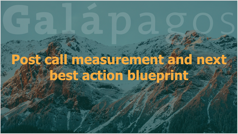 Galápagos
Post call measurement and next
best action blueprint